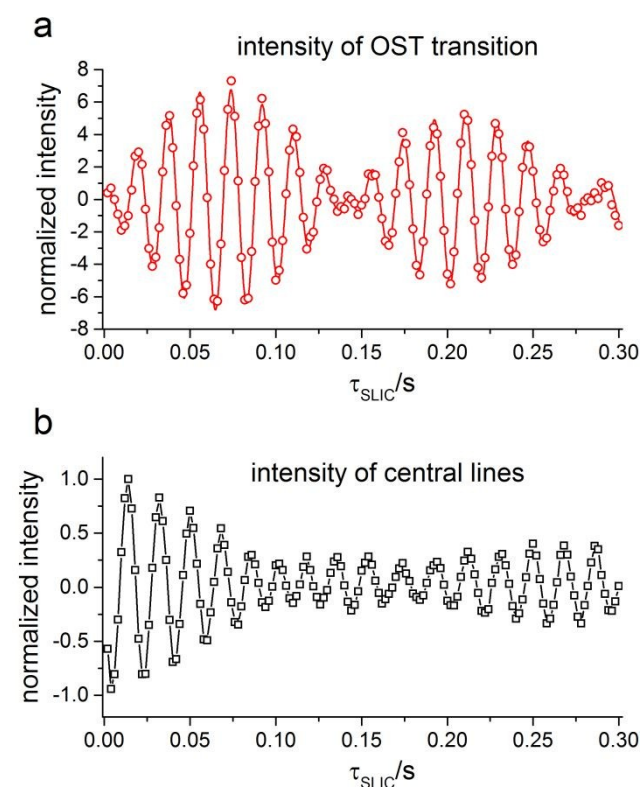 a
intensity of OST transition
normalized intensity
8
6
4
2
0
-2
-4
-6
-8
0.00 0.05 0.10 0.15 0.20 0.25 0.30
τSLIC/s
b
intensity of central lines
normalized intensity
1.0
0.5
0.0
-0.5
-1.0
0.00 0.05 0.10 0.15 0.20 0.25 0.30
τSLIC/s